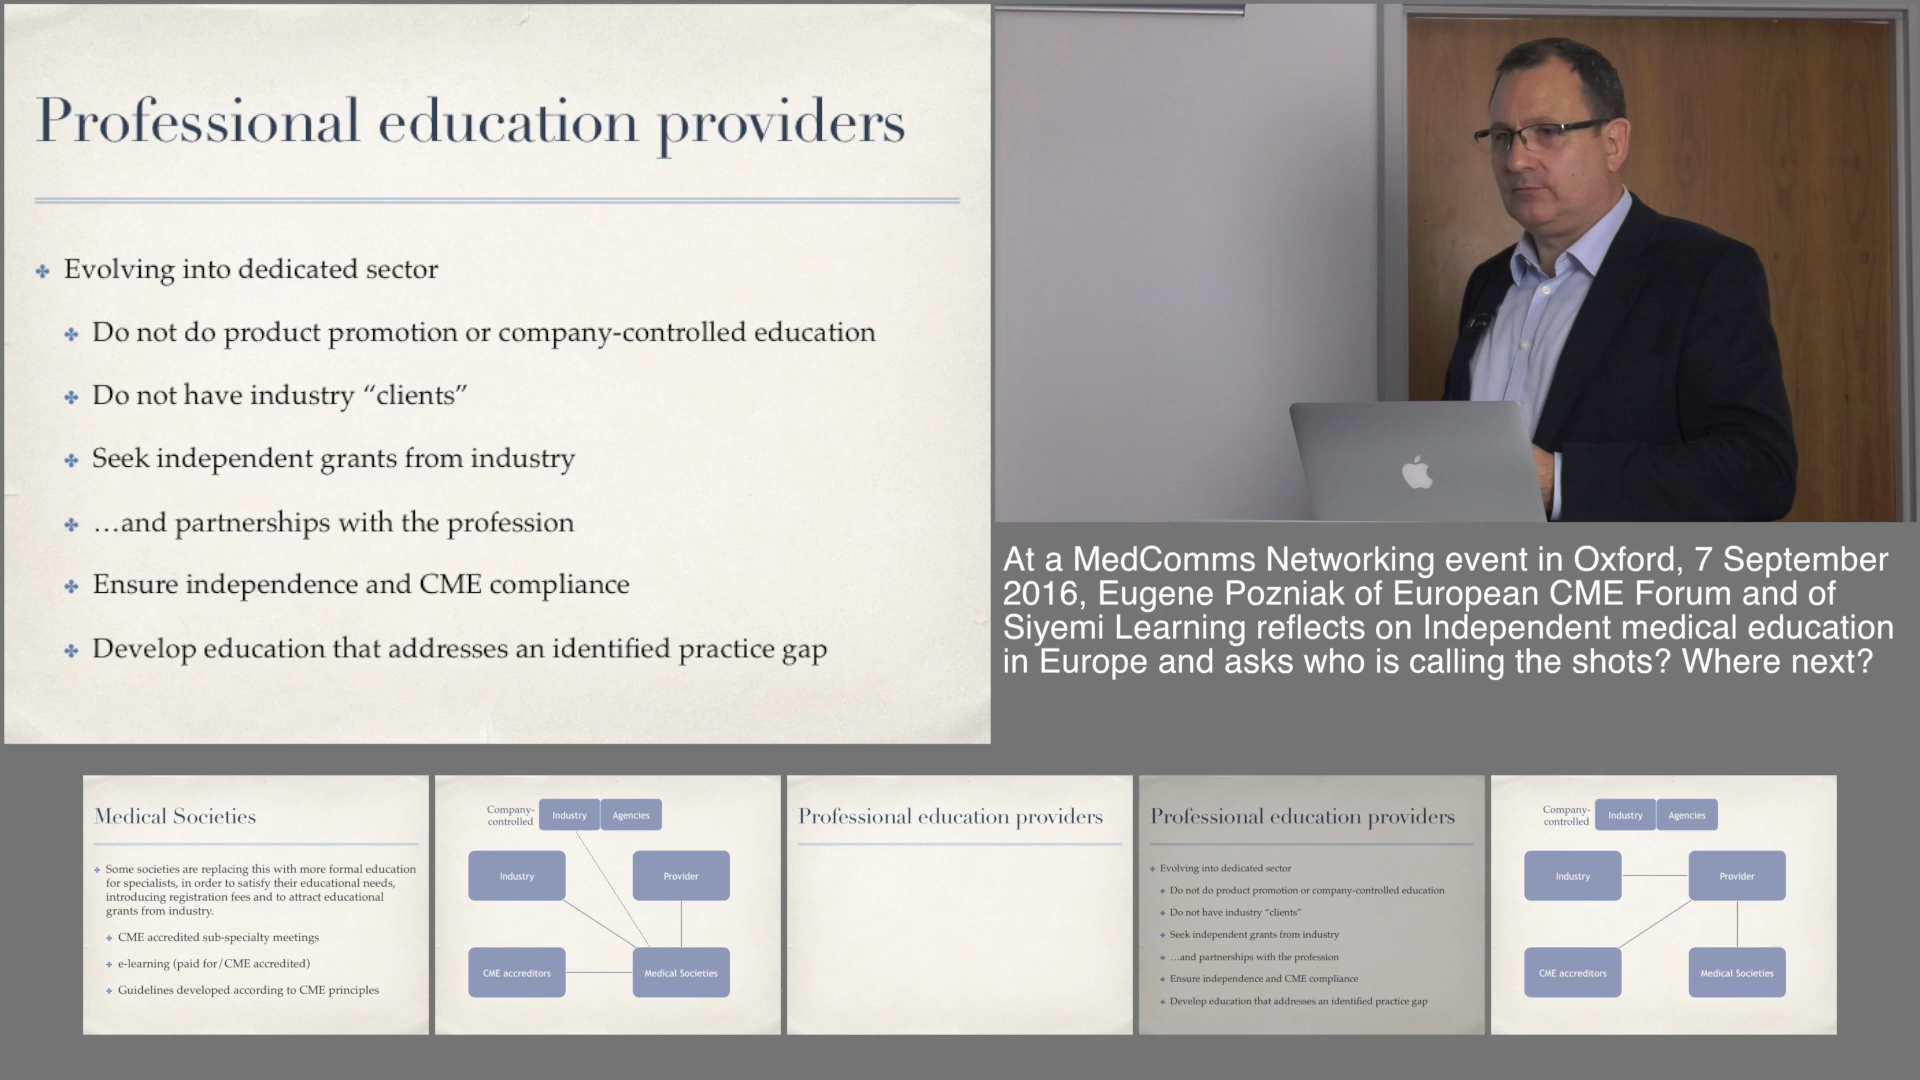 Professional education providers
Evolving into dedicated sector
Do not do product promotion or company-controlled education
Do not have industry “clients”
Seek independent grants from industry
…and partnerships with the profession
Ensure independence and CME compliance
Develop education that addresses an identified practice gap
At a MedComms Networking event in Oxford, 7 September
2016, Eugene Pozniak of European CME Forum and of
Siyemi Learning reflects on Independent medical education
in Europe and asks who is calling the shots? Where next?
Medical Societies
Some societies are replacing this with more formal education
for specialists, in order to satisfy their educational needs,
introducing registration fees and to attract educational
grants from industry.
CME accredited sub-specialty meetings
e-learning (paid for/CME accredited)
Guidelines developed according to CME principles
Company-
controlled
Industry
Agencies
Industry
Provider
CME accreditors
Medical Societies
Professional education providers
Professional education providers
Evolving into dedicated sector
Do not do product promotion or company-controlled education
Do not have industry “clients”
Seek independent grants from industry
…and partnerships with the profession
Ensure independence and CME compliance
Develop education that addresses an identified practice gap
Company-
controlled
Industry
Agencies
Industry
Provider
CME accreditors
Medical Societies